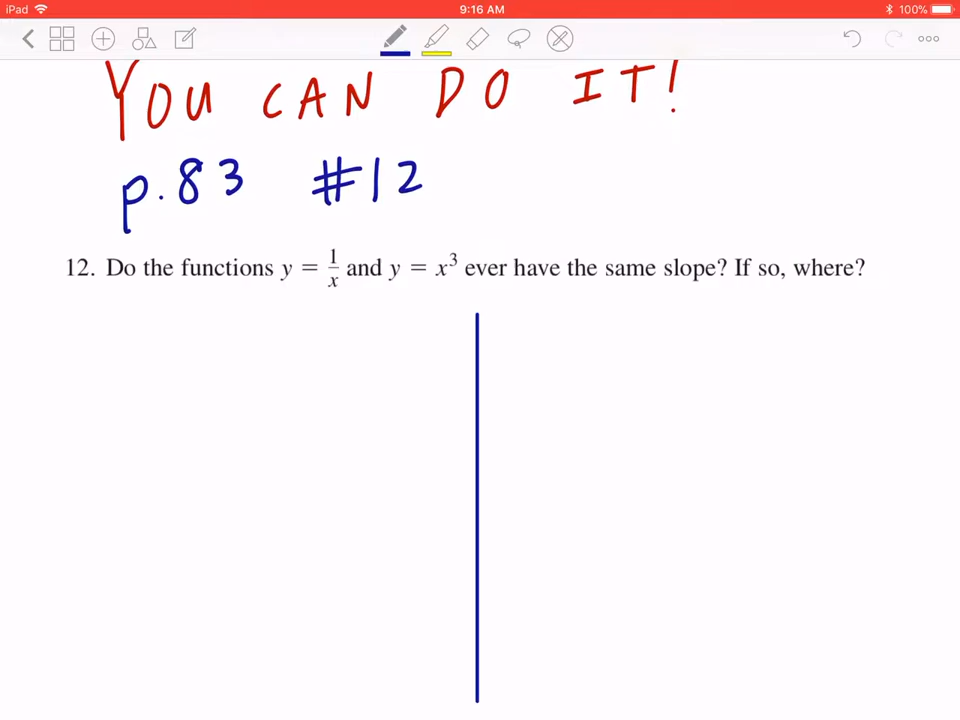 iPad 9:16 AM 100%
YOU CAN DO IT!
p.83 #12
12. Do the functions y = 1/x and y = x³ ever have the same slope? If so, where?